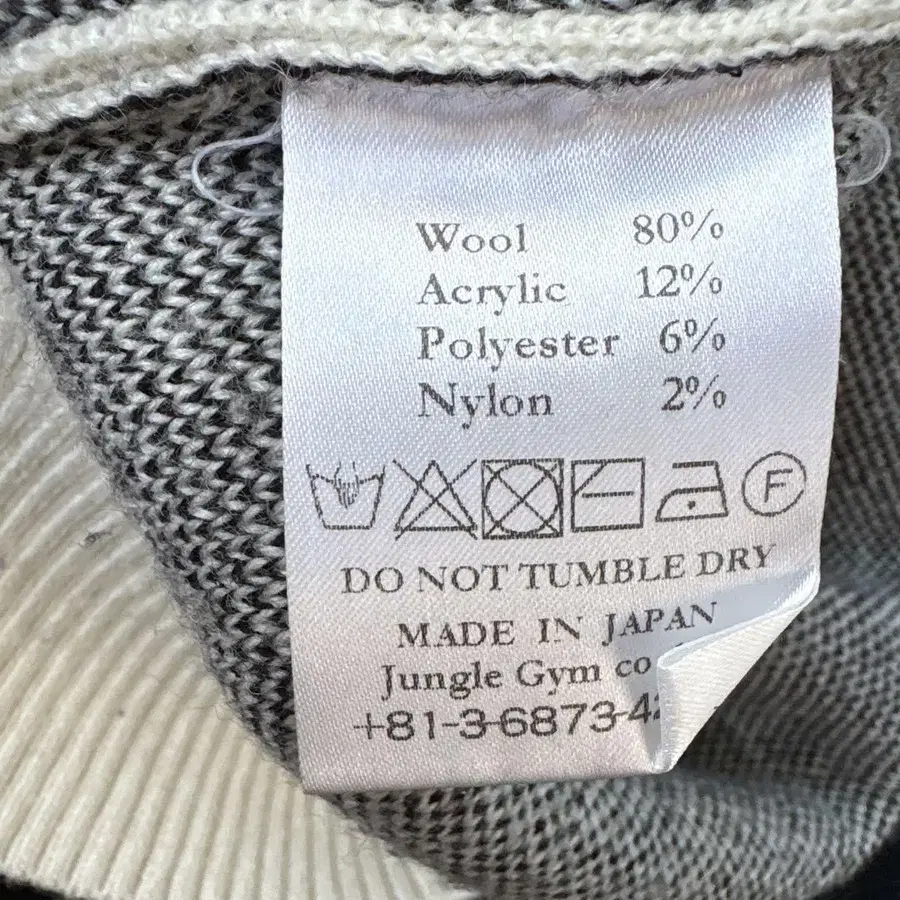 Wool 80%
Acrylic 12%
Polyester 6%
Nylon 2%
F
DO NOT TUMBLE DRY
MADE IN JAPAN
Jungle Gym co
+81-3-6873-4